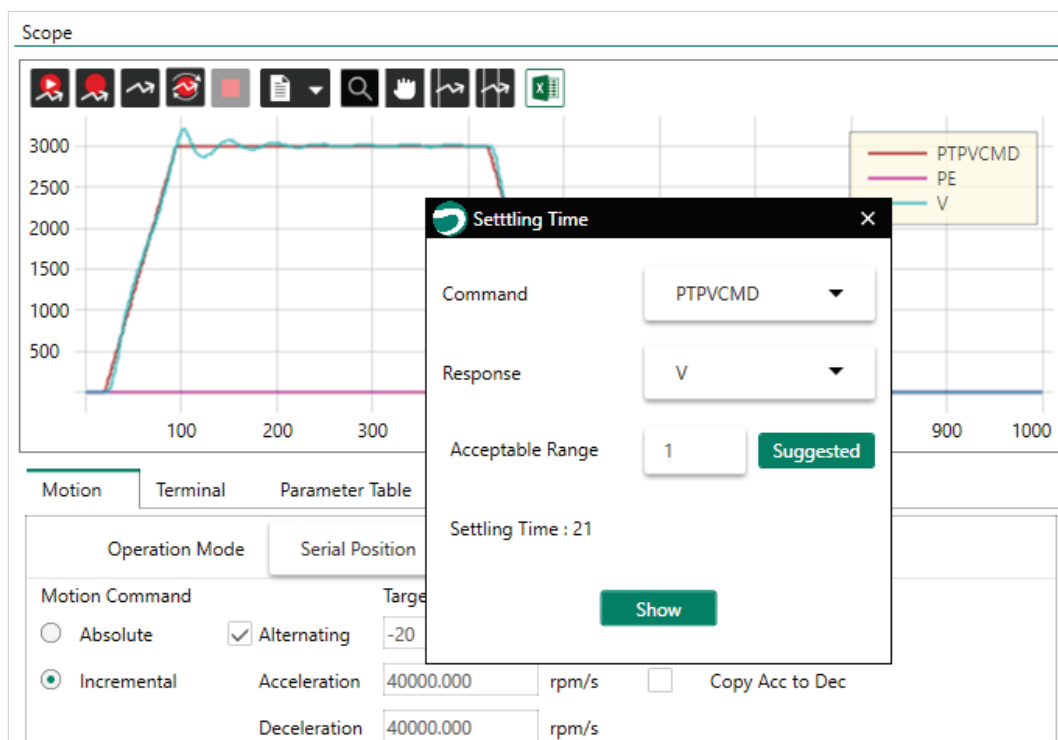 Scope
3000
2500
2000
1500
1000
500
PTPVCMD
PE
V
100
200
300
900
1000
Setttling Time
Command
PTPVCMD
Response
V
Acceptable Range
1
Suggested
Settling Time : 21
Show
Motion
Terminal
Parameter Table
Operation Mode
Serial Position
Motion Command
Targe
Absolute
Alternating
-20
Incremental
Acceleration
40000.000
rpm/s
Copy Acc to Dec
Deceleration
40000.000
rpm/s